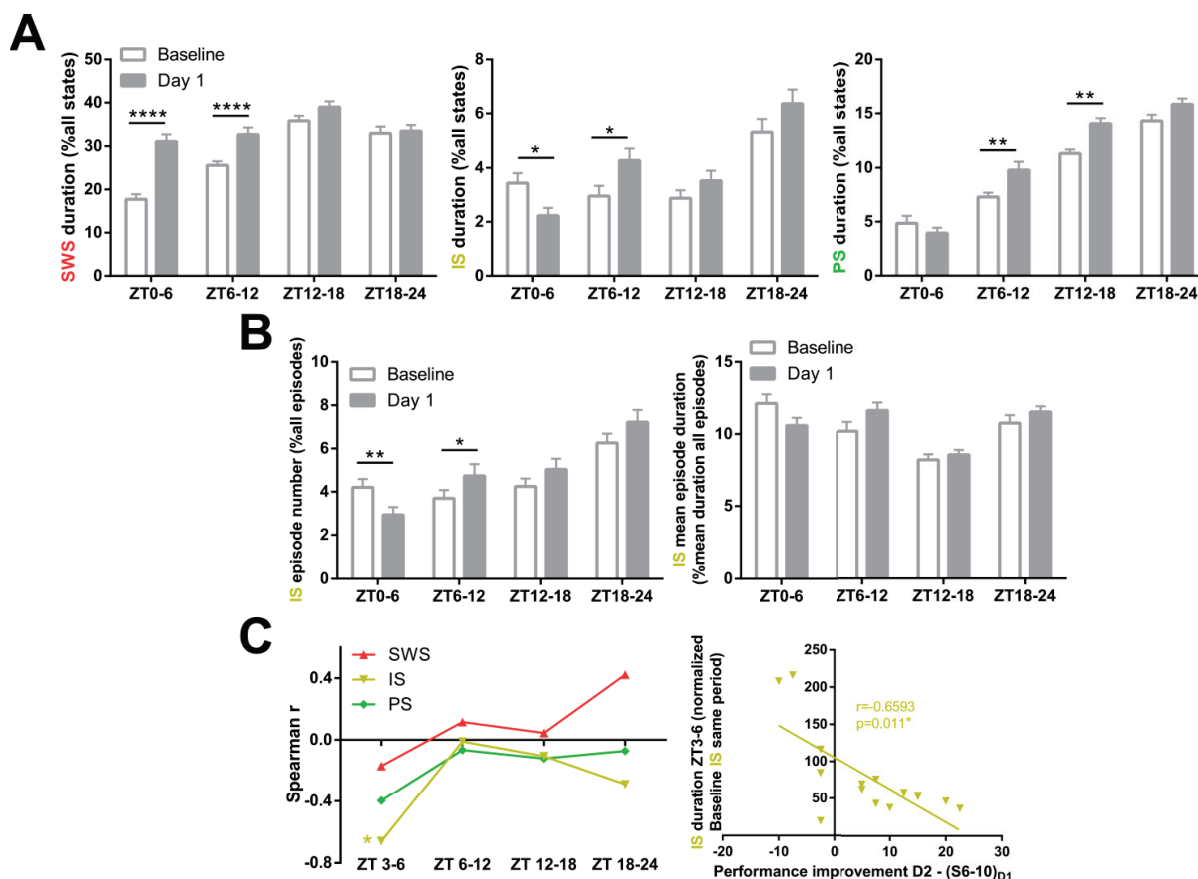 A
SWS duration (%all states)
50
40
30
20
10
0
Baseline
Day 1
****
****
ZT0-6
ZT6-12
ZT12-18
ZT18-24
IS duration (%all states)
8
6
4
2
0
*
*
ZT0-6
ZT6-12
ZT12-18
ZT18-24
PS duration (%all states)
20
15
10
5
0
**
**
ZT0-6
ZT6-12
ZT12-18
ZT18-24
B
IS episode number (%all episodes)
10
8
6
4
2
0
Baseline
Day 1
**
*
ZT0-6
ZT6-12
ZT12-18
ZT18-24
IS mean episode duration
(%mean duration all episodes)
15
10
5
0
Baseline
Day 1
ZT0-6
ZT6-12
ZT12-18
ZT18-24
C
Spearman r
0.4
0.0
-0.4
-0.8
SWS
IS
PS
*
ZT 3-6
ZT 6-12
ZT 12-18
ZT 18-24
IS duration ZT3-6 (normalized
Baseline IS same period)
250
200
150
100
50
0
r=-0.6593
p=0.011*
-20
-10
0
10
20
30
Performance improvement D2 - (S6-10)D1